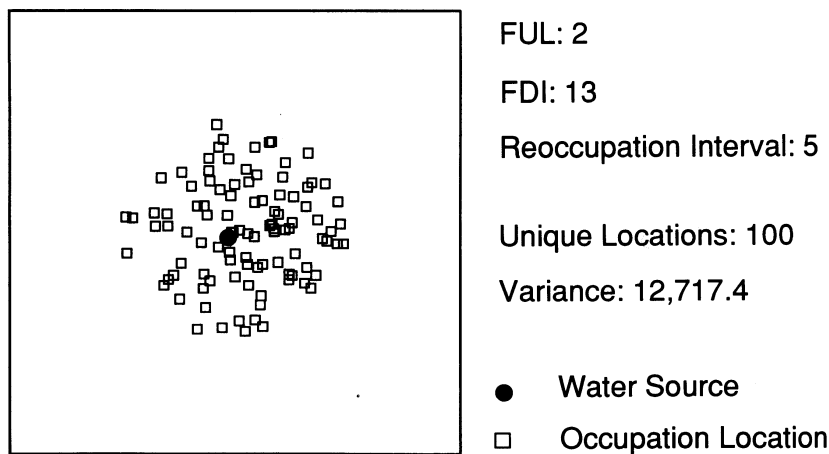 FUL: 2
FDI: 13
Reoccupation Interval: 5
Unique Locations: 100
Variance: 12,717.4
Water Source
Occupation Location